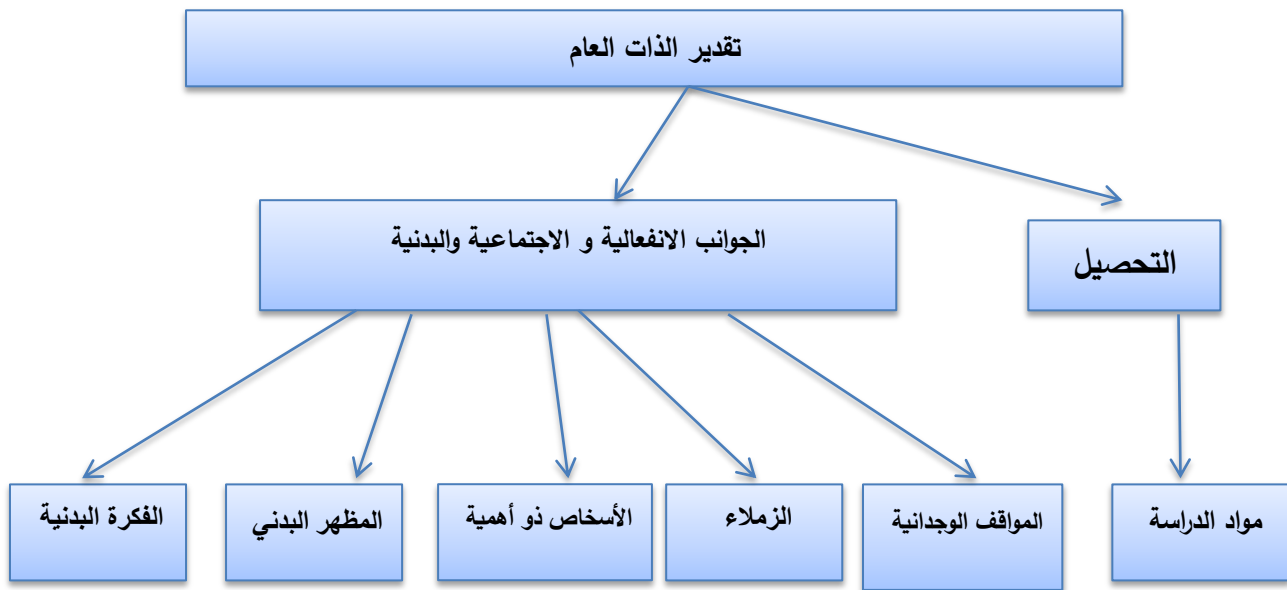 تقدير الذات العام
الجوانب الانفعالية و الاجتماعية والبدنية
التحصيل
الفكرة البدنية
المظهر البدني
الأسخاص ذو أهمية
الزملاء
المواقف الوجدانية
مواد الدراسة